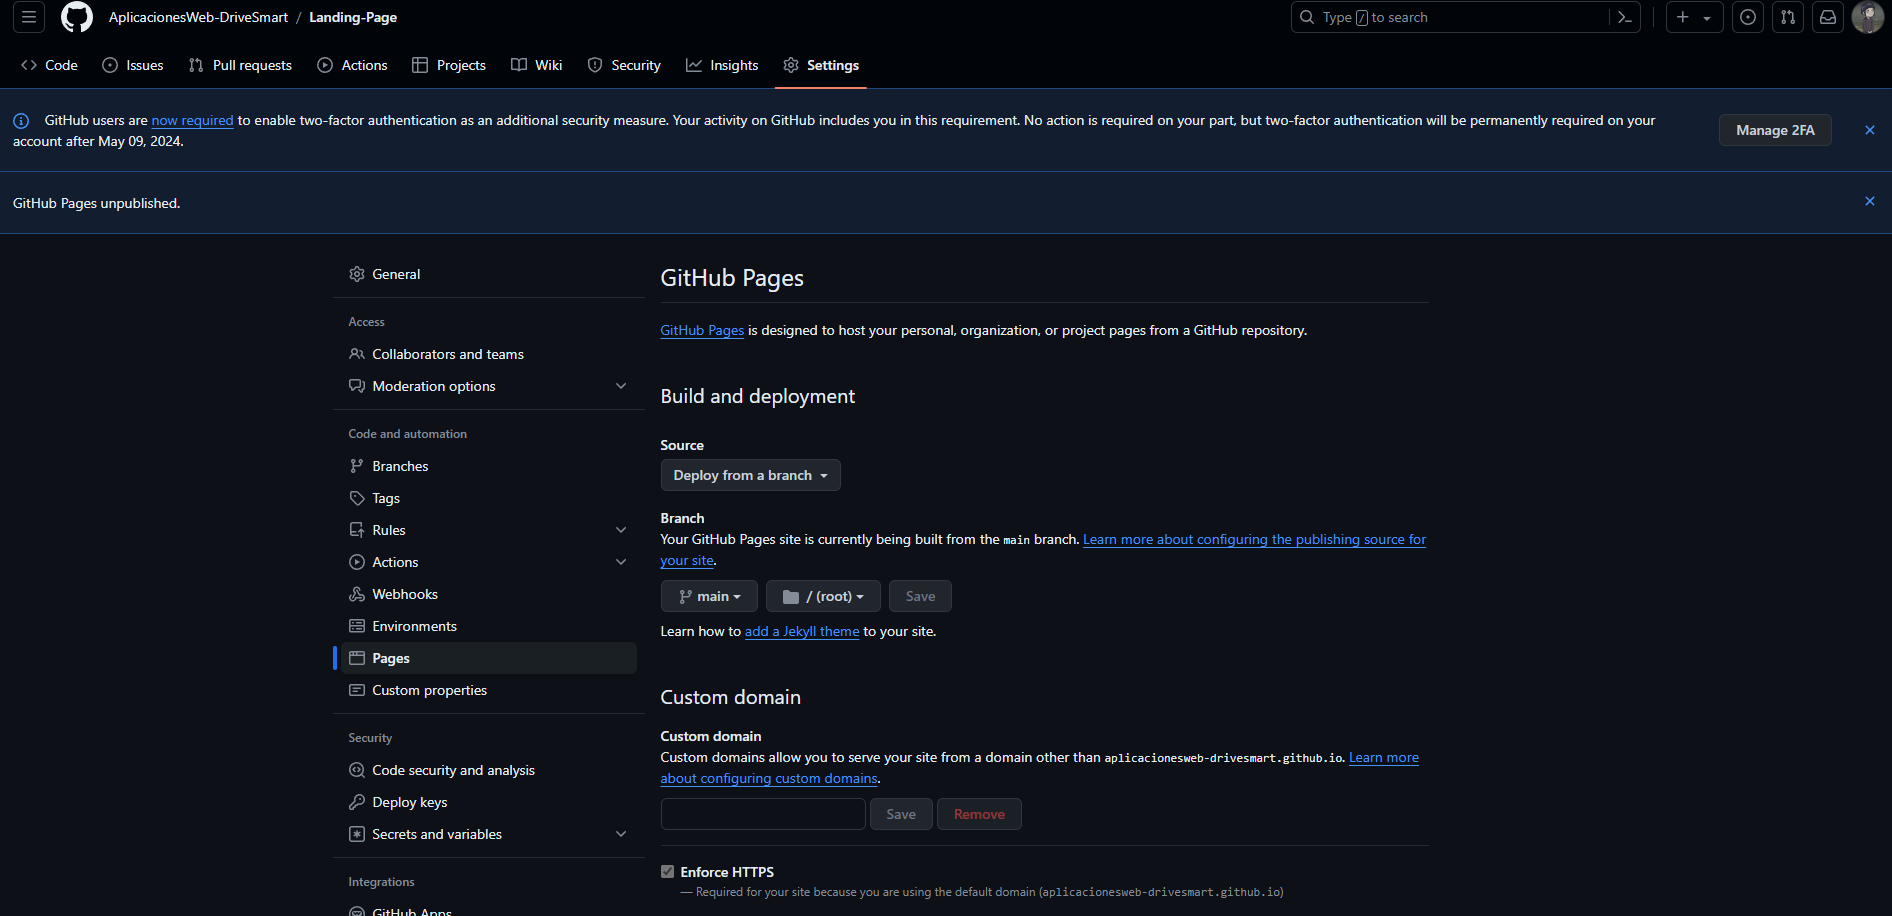 AplicacionesWeb-DriveSmart / Landing-Page
Type / to search
Code Issues Pull requests Actions Projects Wiki Security Insights Settings
GitHub users are now required to enable two-factor authentication as an additional security measure. Your activity on GitHub includes you in this requirement. No action is required on your part, but two-factor authentication will be permanently required on your
account after May 09, 2024.
Manage 2FA
GitHub Pages unpublished.
General
Access
Collaborators and teams
Moderation options
Code and automation
Branches
Tags
Rules
Actions
Webhooks
Environments
Pages
Custom properties
Security
Code security and analysis
Deploy keys
Secrets and variables
Integrations
GitHub Apps
GitHub Pages
GitHub Pages is designed to host your personal, organization, or project pages from a GitHub repository.
Build and deployment
Source
Deploy from a branch
Branch
Your GitHub Pages site is currently being built from the main branch. Learn more about configuring the publishing source for
your site.
main / (root) Save
Learn how to add a Jekyll theme to your site.
Custom domain
Custom domain
Custom domains allow you to serve your site from a domain other than aplicacionesweb-drivesmart.github.io. Learn more
about configuring custom domains.
Save Remove
Enforce HTTPS
— Required for your site because you are using the default domain (aplicacionesweb-drivesmart.github.io)